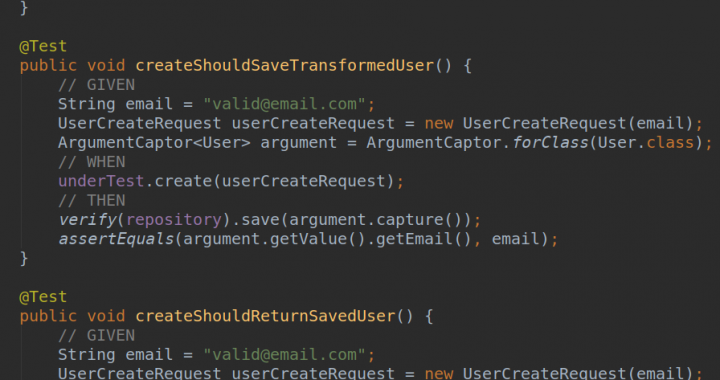 }
@Test
public void createShouldSaveTransformedUser() {
// GIVEN
String email = "valid@email.com";
UserCreateRequest userCreateRequest = new UserCreateRequest(email);
ArgumentCaptor<User> argument = ArgumentCaptor.forClass(User.class);
// WHEN
underTest.create(userCreateRequest);
// THEN
verify(repository).save(argument.capture());
assertEquals(argument.getValue().getEmail(), email);
}
@Test
public void createShouldReturnSavedUser() {
// GIVEN
String email = "valid@email.com";
UserCreateRequest userCreateRequest = new UserCreateRequest(email);